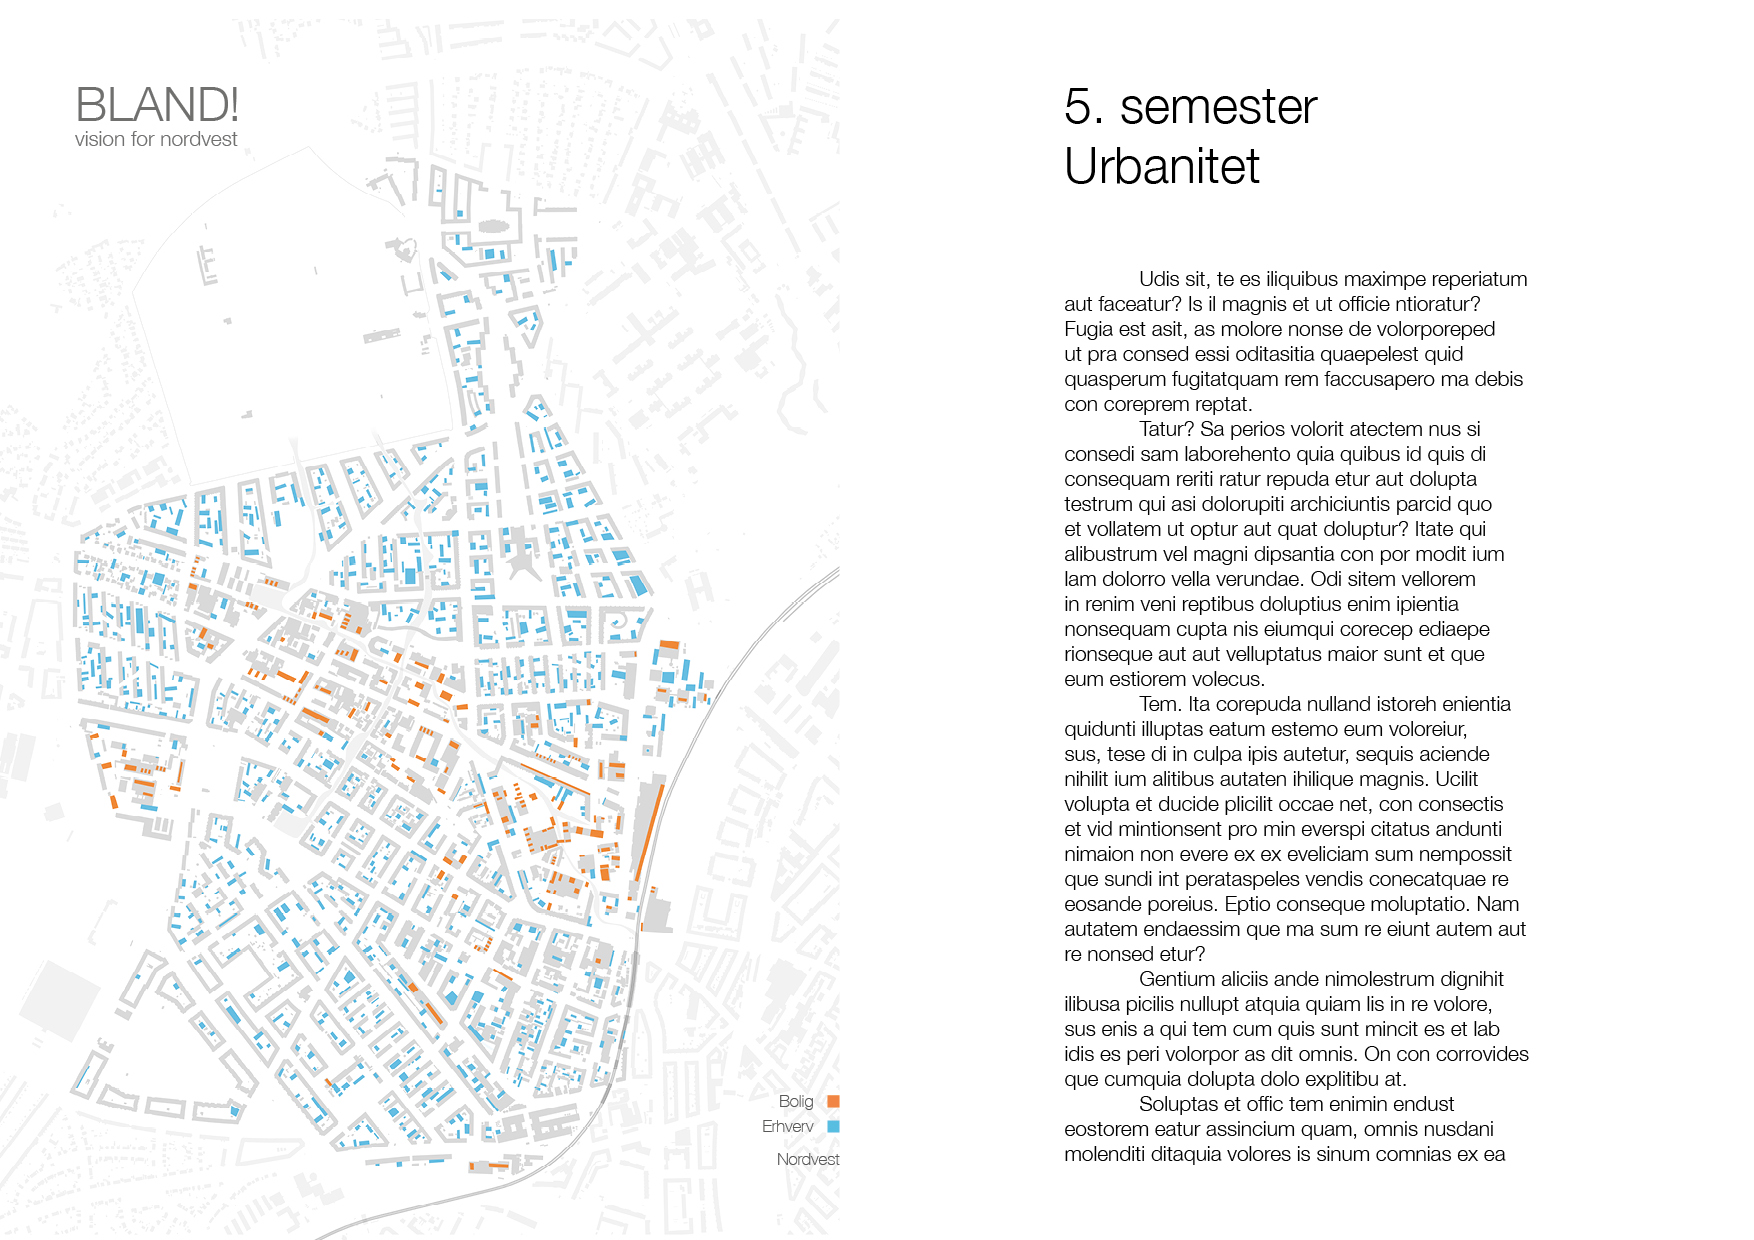 BLAND!
vision for nordvest
Bolig
Erhverv
Nordvest
5. semester
Urbanitet
Udis sit, te es iliquibus maximpe reperiatum
aut faceatur? Is il magnis et ut officie ntioratur?
Fugia est asit, as molore nonse de volorporeped
ut pra consed essi oditasitia quaepelest quid
quasperum fugitatquam rem faccusapero ma debis
con coreprem reptat.
Tatur? Sa perios volorit atectem nus si
consedi sam laborehento quia quibus id quis di
consequam reriti ratur repuda etur aut dolupta
testrum qui asi dolorupiti archiciuntis parcid quo
et vollatem ut optur aut quat doluptur? Itate qui
alibustrum vel magni dipsantia con por modit ium
lam dolorro vella verundae. Odi sitem vellorem
in renim veni reptibus doluptius enim ipientia
nonsequam cupta nis eiumqui corecep ediaepe
rionseque aut aut velluptatus maior sunt et que
eum estiorem volecus.
Tem. Ita corepuda nulland istoreh enientia
quidunti illuptas eatum estemo eum voloreiur,
sus, tese di in culpa ipis autetur, sequis aciende
nihilit ium alitibus autaten ihilique magnis. Ucilit
volupta et ducide plicilit occae net, con consectis
et vid mintionsent pro min everspi citatus andunti
nimaion non evere ex ex eveliciam sum nempossit
que sundi int perataspeles vendis conecatquae re
eosande poreius. Eptio conseque moluptatio. Nam
autatem endaessim que ma sum re eiunt autem aut
re nonsed etur?
Gentium aliciis ande nimolestrum dignihit
ilibusa picilis nullupt atquia quiam lis in re volore,
sus enis a qui tem cum quis sunt mincit es et lab
idis es peri volorpor as dit omnis. On con corrovides
que cumquia dolupta dolo explitibu at.
Soluptas et offic tem enimin endust
eostorem eatur assincium quam, omnis nusdani
molenditi ditaquia volores is sinum comnias ex ea